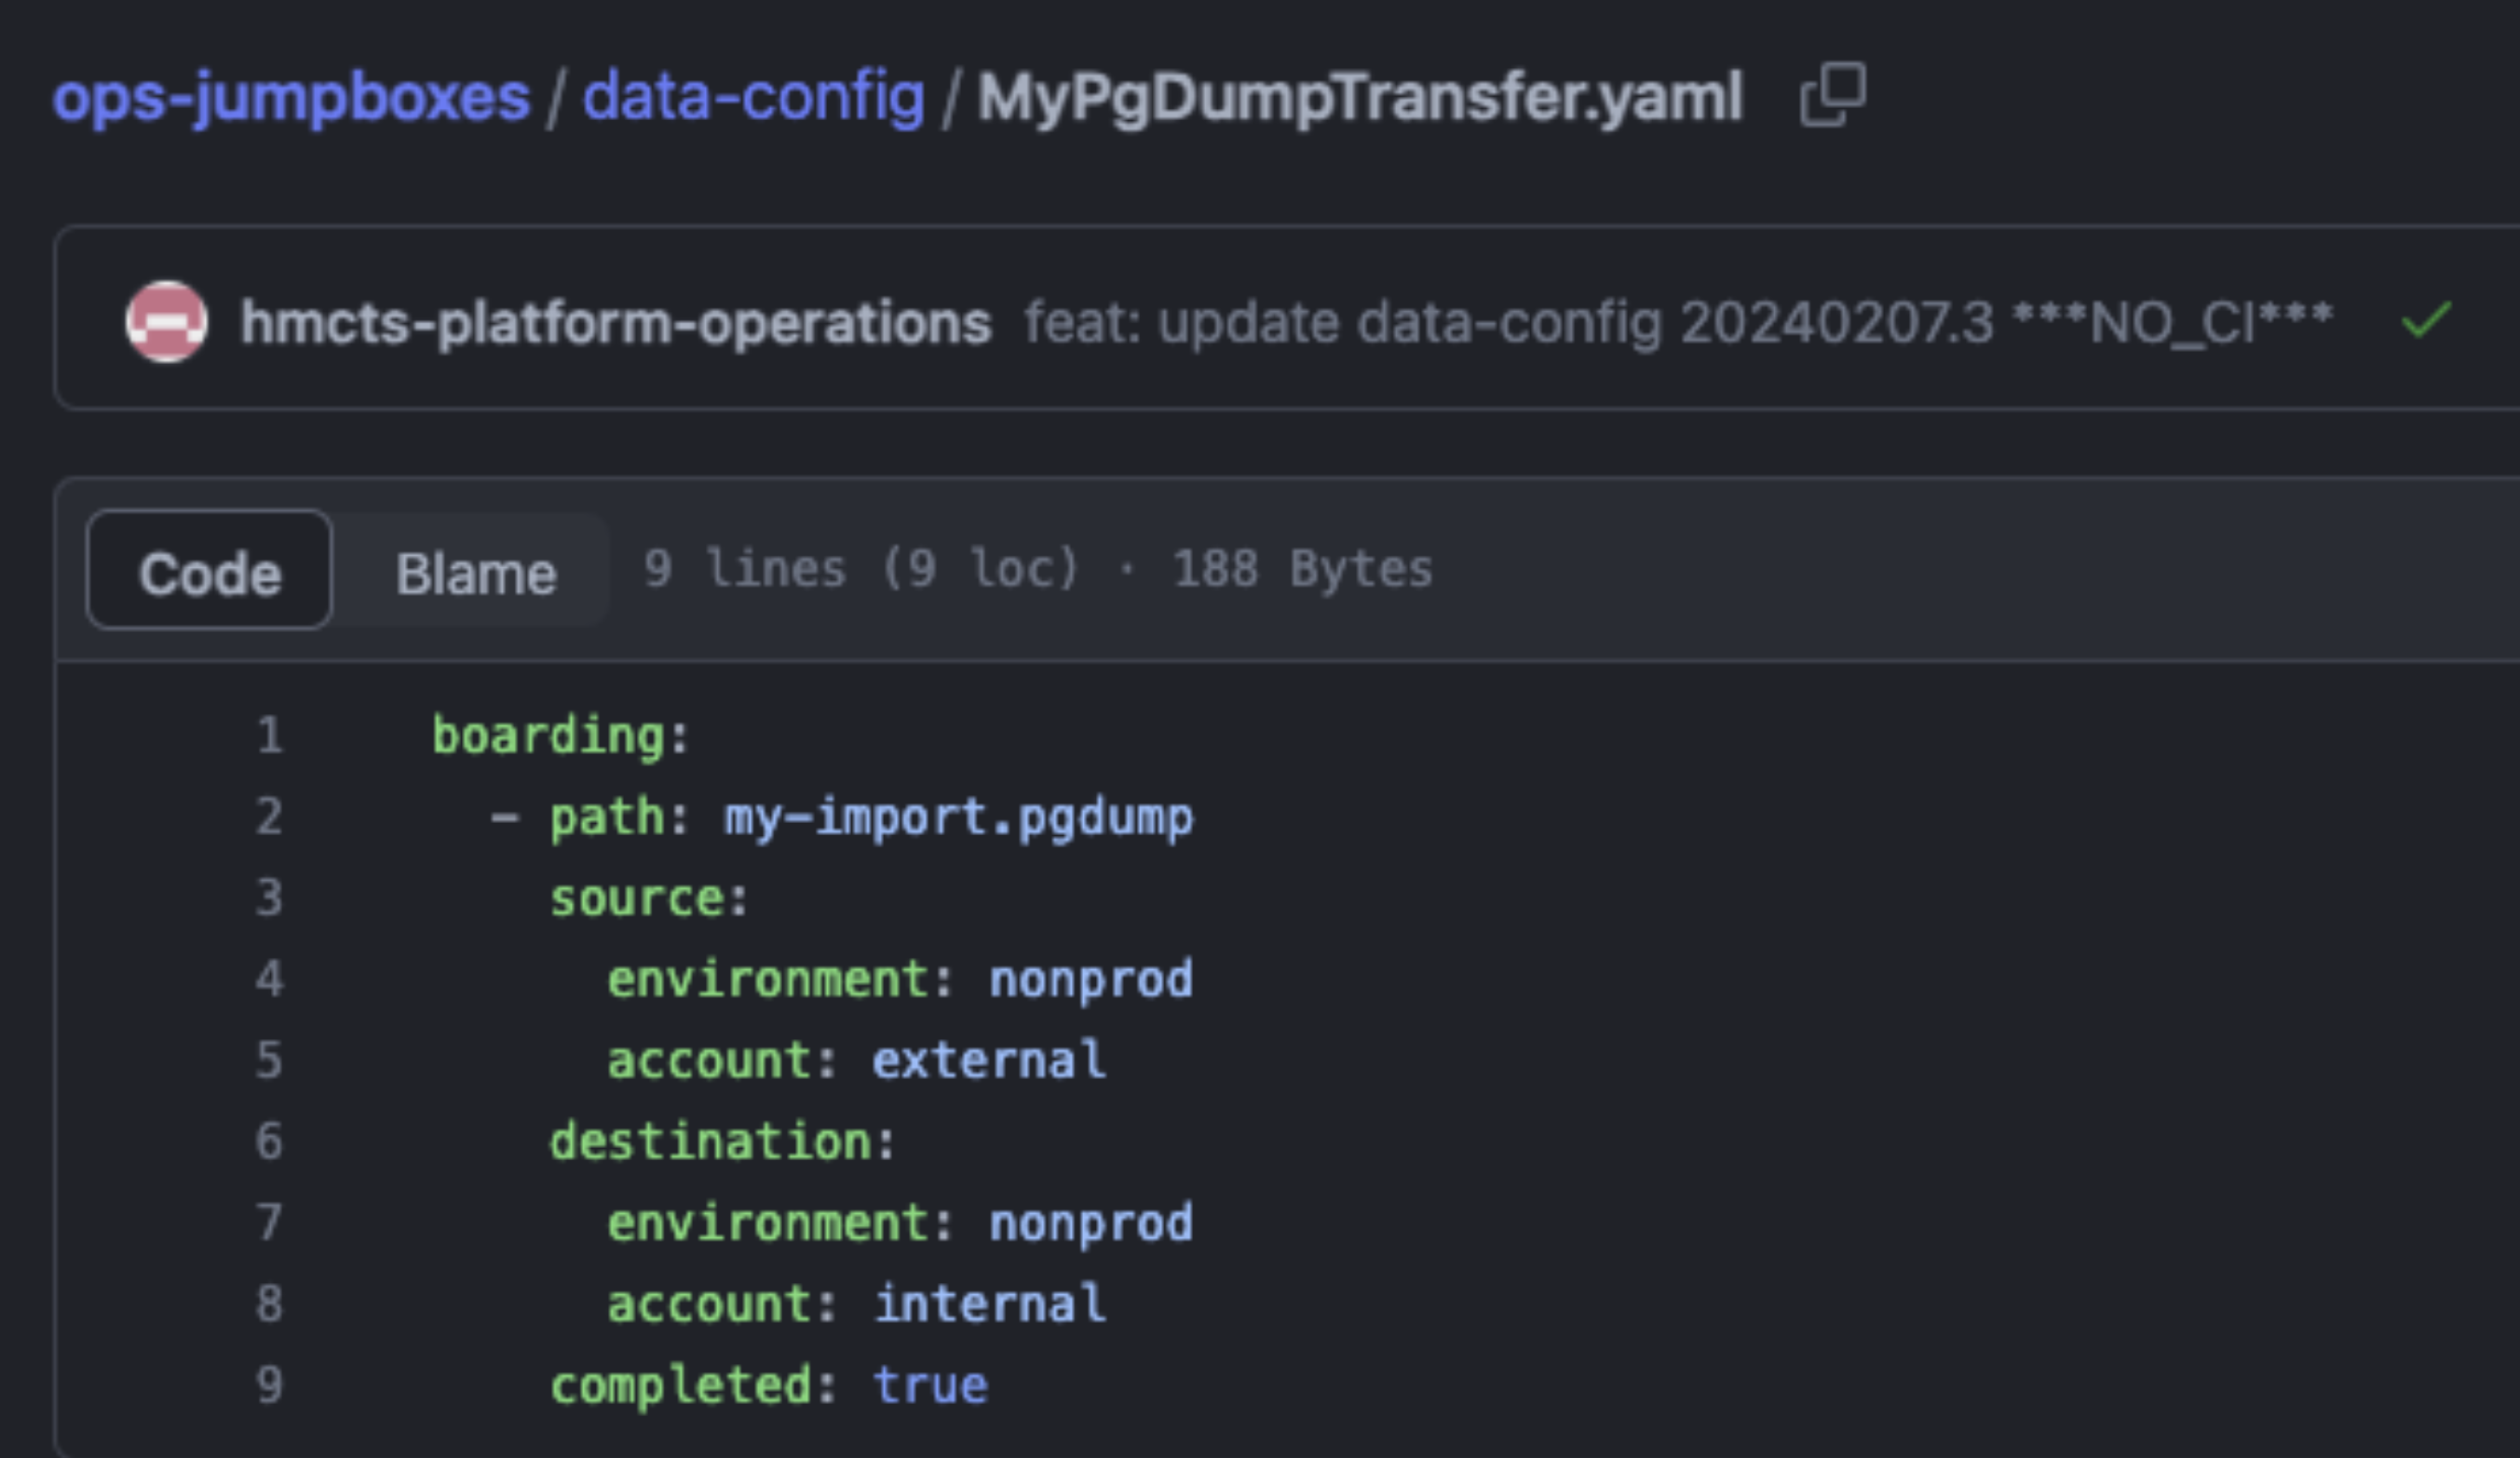 ops-jumpboxes / data-config / MyPgDumpTransfer.yaml
hmcts-platform-operations feat: update data-config 20240207.3 ***NO_CI***
Code Blame 9 lines (9 loc) · 188 Bytes
1 boarding:
2   - path: my-import.pgdump
3     source:
4       environment: nonprod
5       account: external
6     destination:
7       environment: nonprod
8       account: internal
9     completed: true